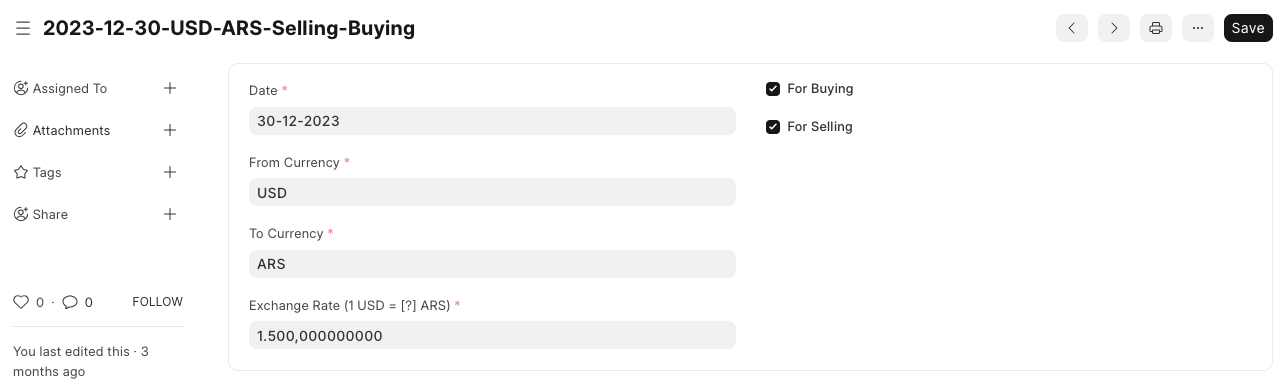 2023-12-30-USD-ARS-Selling-Buying
Save
Assigned To
Attachments
Tags
Share
0 · 0 FOLLOW
You last edited this · 3
months ago
Date *
30-12-2023
From Currency *
USD
To Currency *
ARS
Exchange Rate (1 USD = [?] ARS) *
1.500,000000000
For Buying
For Selling